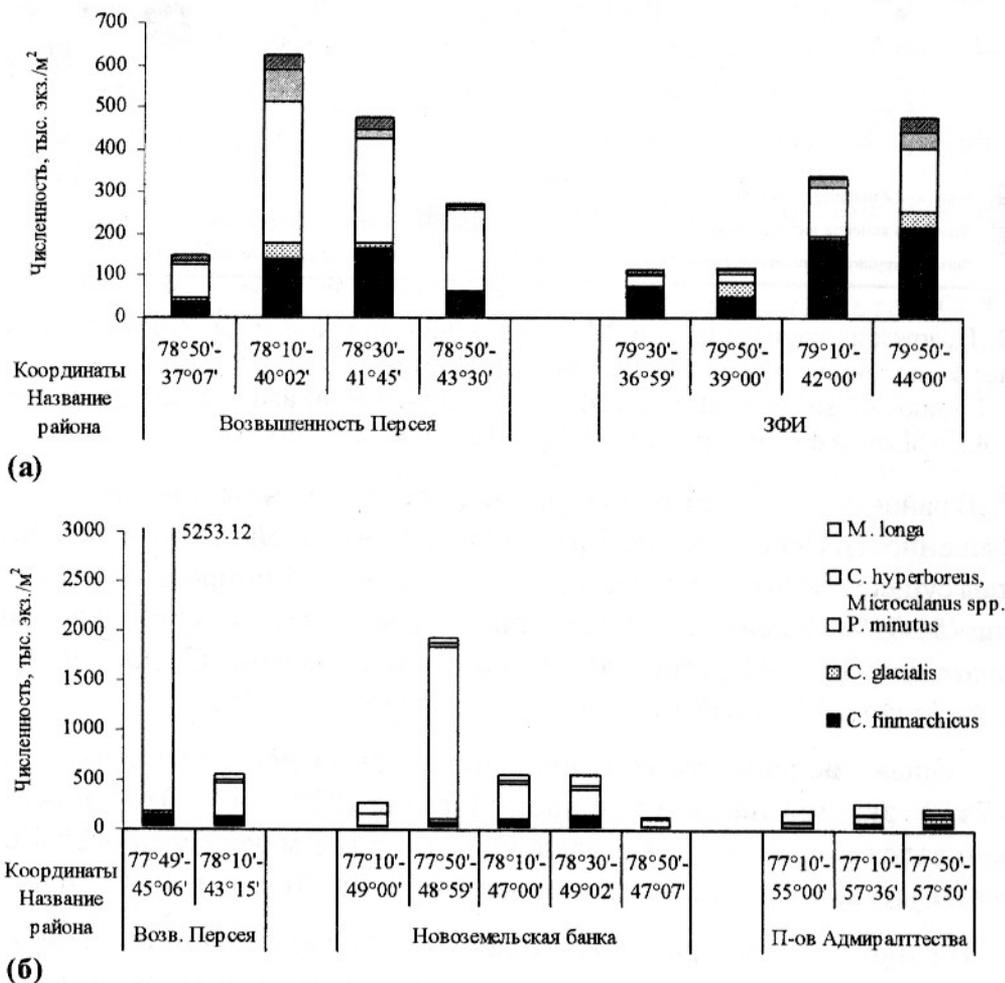 Численность, тыс. экз./м²
700
600
500
400
300
200
100
0
Координаты
Название
района
78°50'- 78°10'- 78°30'- 78°50'- 79°30'- 79°50'- 79°10'- 79°50'-
37°07' 40°02' 41°45' 43°30' 36°59' 39°00' 42°00' 44°00'
Возвышенность Персея ЗФИ
(а)
Численность, тыс. экз./м²
3000
2500
2000
1500
1000
500
0
5253.12
M. longa
C. hyperboreus,
Microcalanus spp.
P. minutus
C. glacialis
C. finmarchicus
Координаты
Название
района
77°49'- 78°10'- 77°10'- 77°50'- 78°10'- 78°30'- 78°50'- 77°10'- 77°10'- 77°50'-
45°06' 43°15' 49°00' 48°59' 47°00' 49°02' 47°07' 55°00' 57°36' 57°50'
Возв. Персея Новоземельская банка П-ов Адмиралттества
(б)